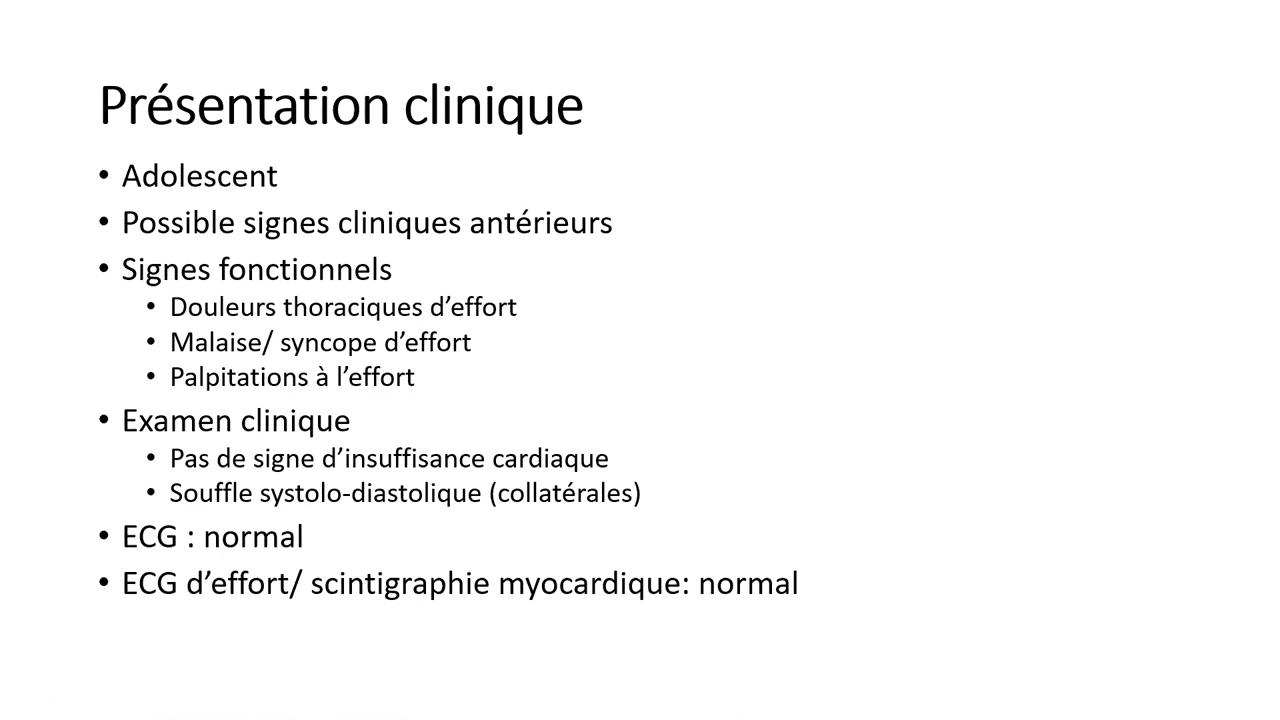 Présentation clinique
• Adolescent
• Possible signes cliniques antérieurs
• Signes fonctionnels
• Douleurs thoraciques d’effort
• Malaise/ syncope d’effort
• Palpitations à l’effort
• Examen clinique
• Pas de signe d’insuffisance cardiaque
• Souffle systolo-diastolique (collatérales)
• ECG : normal
• ECG d’effort/ scintigraphie myocardique: normal